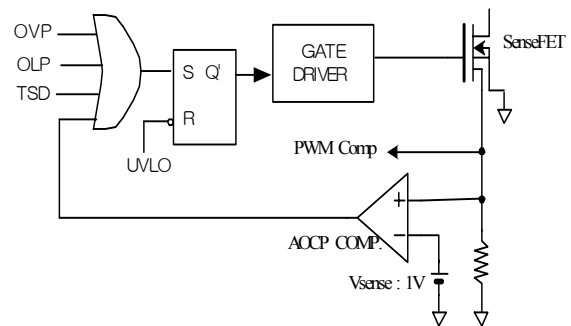 OVP
OLP
TSD
S Q'
R
UVLO
GATE
DRIVER
SenseFET
PWM Comp
+
-
AOCP COMP.
Vsense : 1V